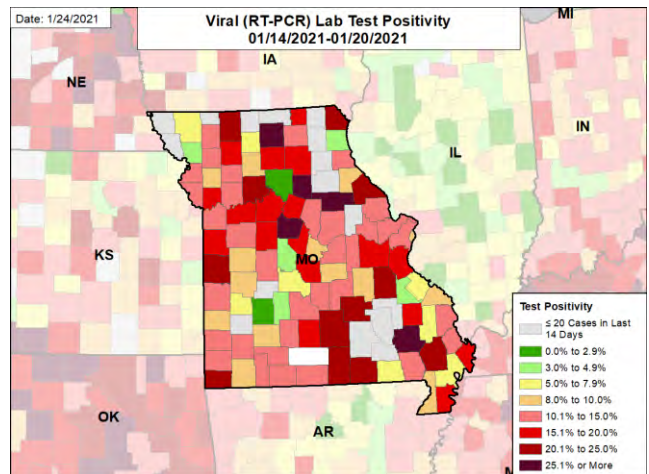 Date: 1/24/2021
Viral (RT-PCR) Lab Test Positivity
01/14/2021-01/20/2021
MI
IA
NE
IN
IL
KS
MO
Test Positivity
≤ 20 Cases in Last
14 Days
0.0% to 2.9%
3.0% to 4.9%
5.0% to 7.9%
8.0% to 10.0%
10.1% to 15.0%
15.1% to 20.0%
20.1% to 25.0%
25.1% or More
OK
AR